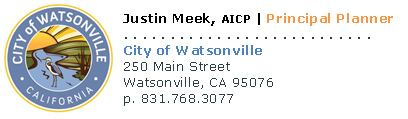 CITY OF WATSONVILLE
• CALIFORNIA •
Justin Meek, AICP | Principal Planner
. . . . . . . . . . . . . . . . . . . . . . . . . . .
City of Watsonville
250 Main Street
Watsonville, CA 95076
p. 831.768.3077